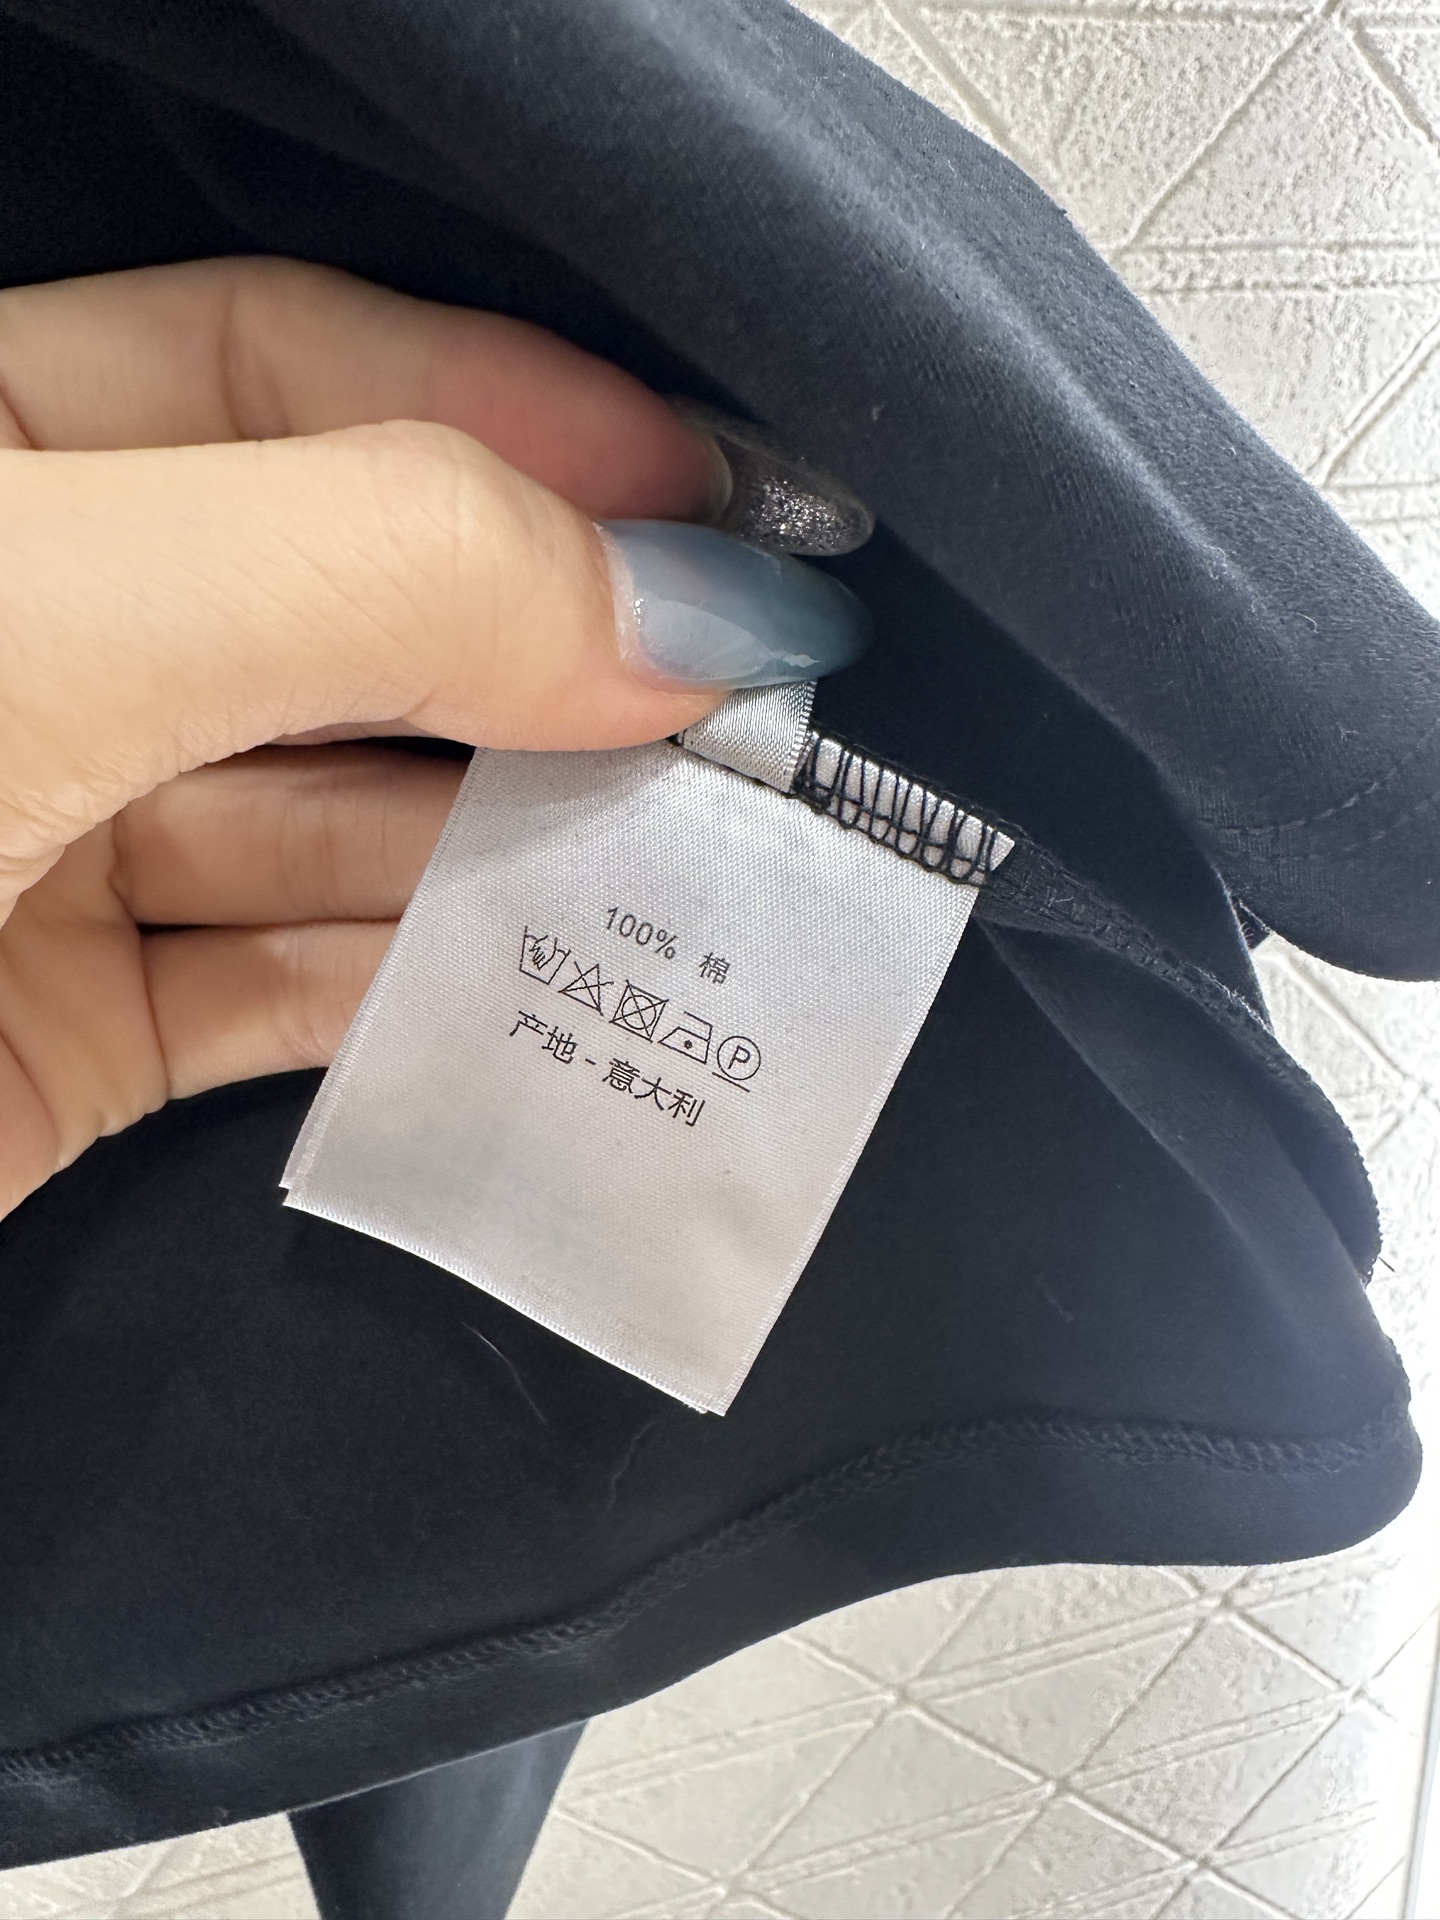 100% 棉
P
产地 - 意大利